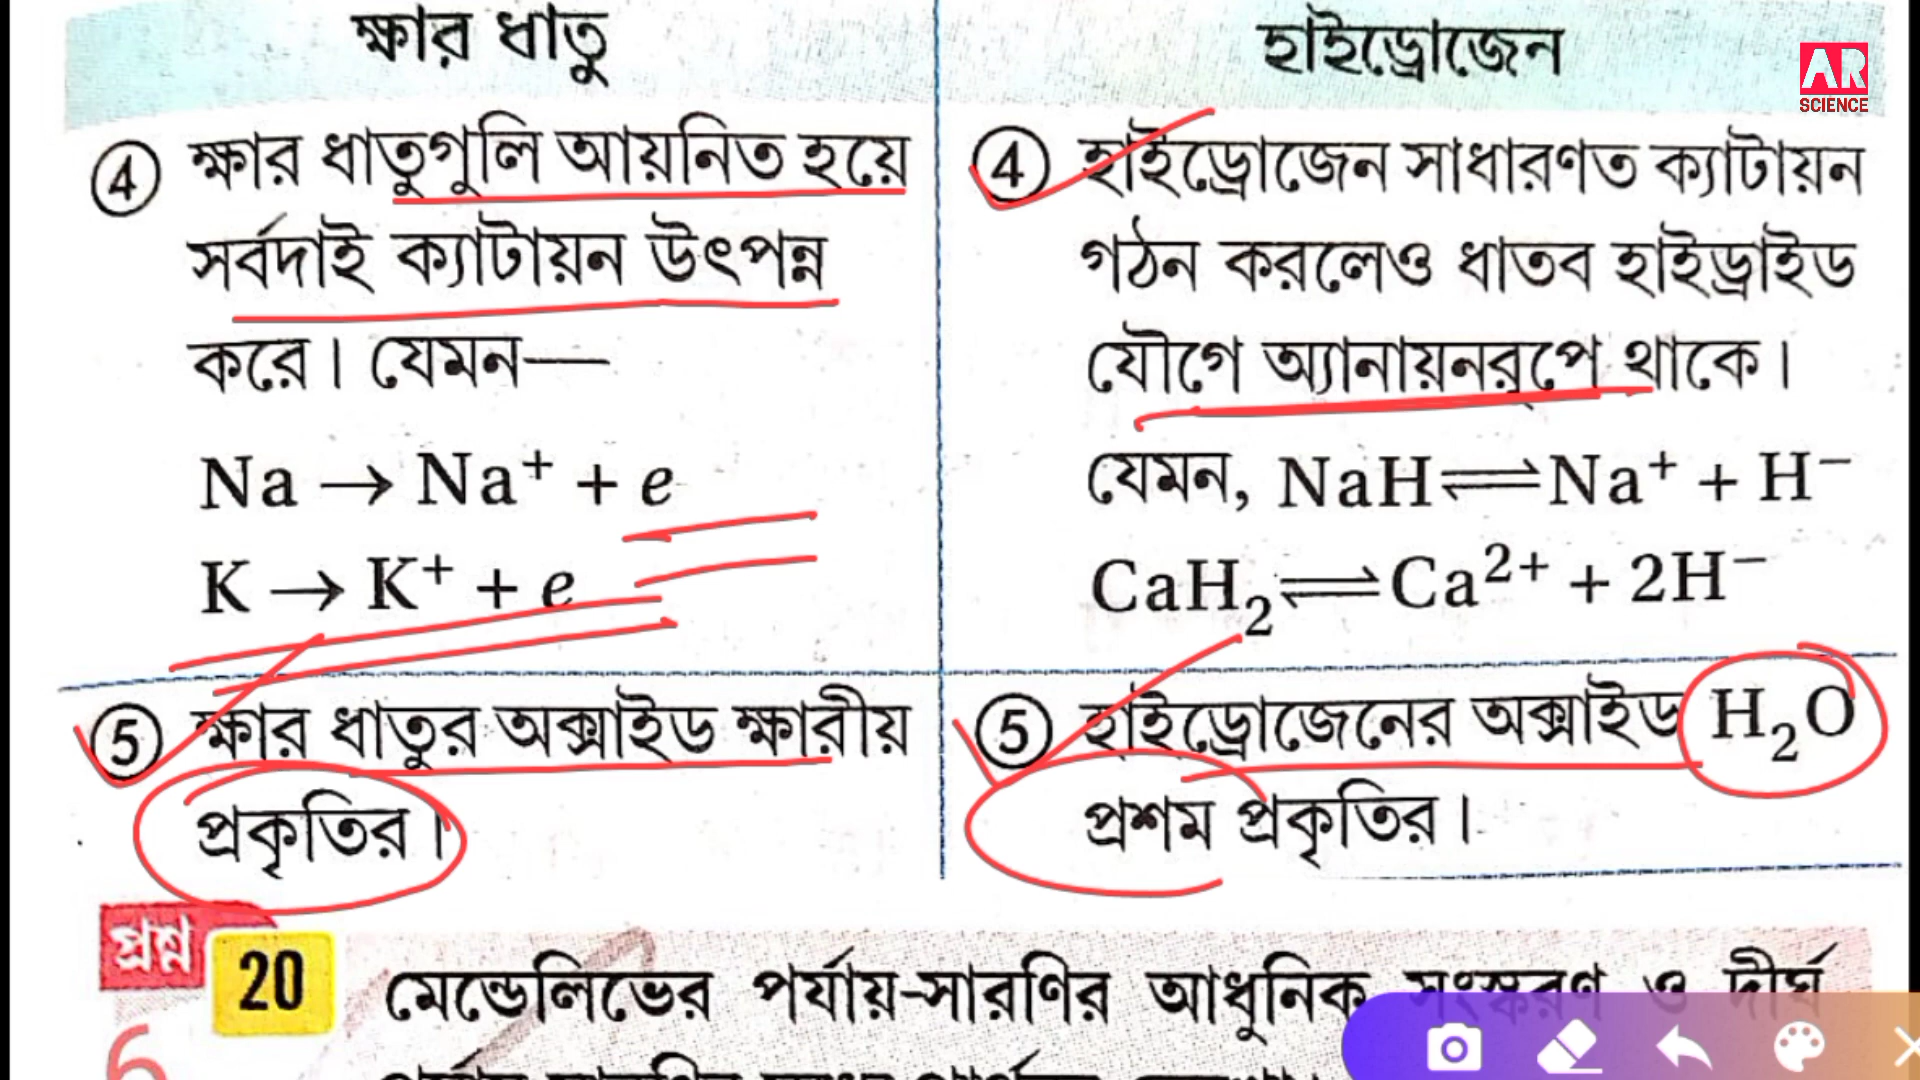 ক্ষার ধাতু
হাইড্রোজেন
AR
SCIENCE
④ ক্ষার ধাতুগুলি আয়নিত হয়ে
সর্বদাই ক্যাটায়ন উৎপন্ন
করে। যেমন—
Na → Na⁺ + e
K → K⁺ + e
④ হাইড্রোজেন সাধারণত ক্যাটায়ন
গঠন করলেও ধাতব হাইড্রাইড
যৌগে অ্যানায়নরূপে থাকে।
যেমন, NaH ⇌ Na⁺ + H⁻
CaH₂ ⇌ Ca²⁺ + 2H⁻
⑤ ক্ষার ধাতুর অক্সাইড ক্ষারীয়
প্রকৃতির।
⑤ হাইড্রোজেনের অক্সাইড H₂O
প্রশম প্রকৃতির।
প্রশ্ন 20
মেন্ডেলিভের পর্যায়-সারণির আধুনিক সংস্করণ ও দীর্ঘ